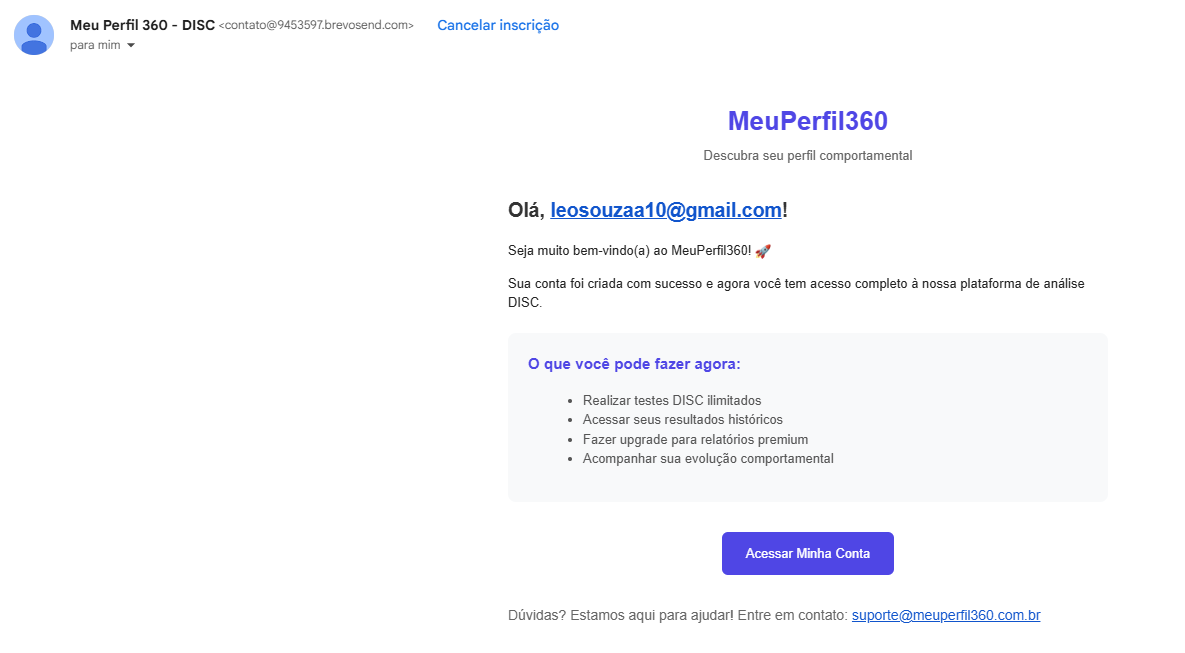 Meu Perfil 360 - DISC <contato@9453597.brevosend.com> Cancelar inscrição
para mim
MeuPerfil360
Descubra seu perfil comportamental
Olá, leosouzaa10@gmail.com!
Seja muito bem-vindo(a) ao MeuPerfil360! 🚀
Sua conta foi criada com sucesso e agora você tem acesso completo à nossa plataforma de análise
DISC.
O que você pode fazer agora:
• Realizar testes DISC ilimitados
• Acessar seus resultados históricos
• Fazer upgrade para relatórios premium
• Acompanhar sua evolução comportamental
Acessar Minha Conta
Dúvidas? Estamos aqui para ajudar! Entre em contato: suporte@meuperfil360.com.br